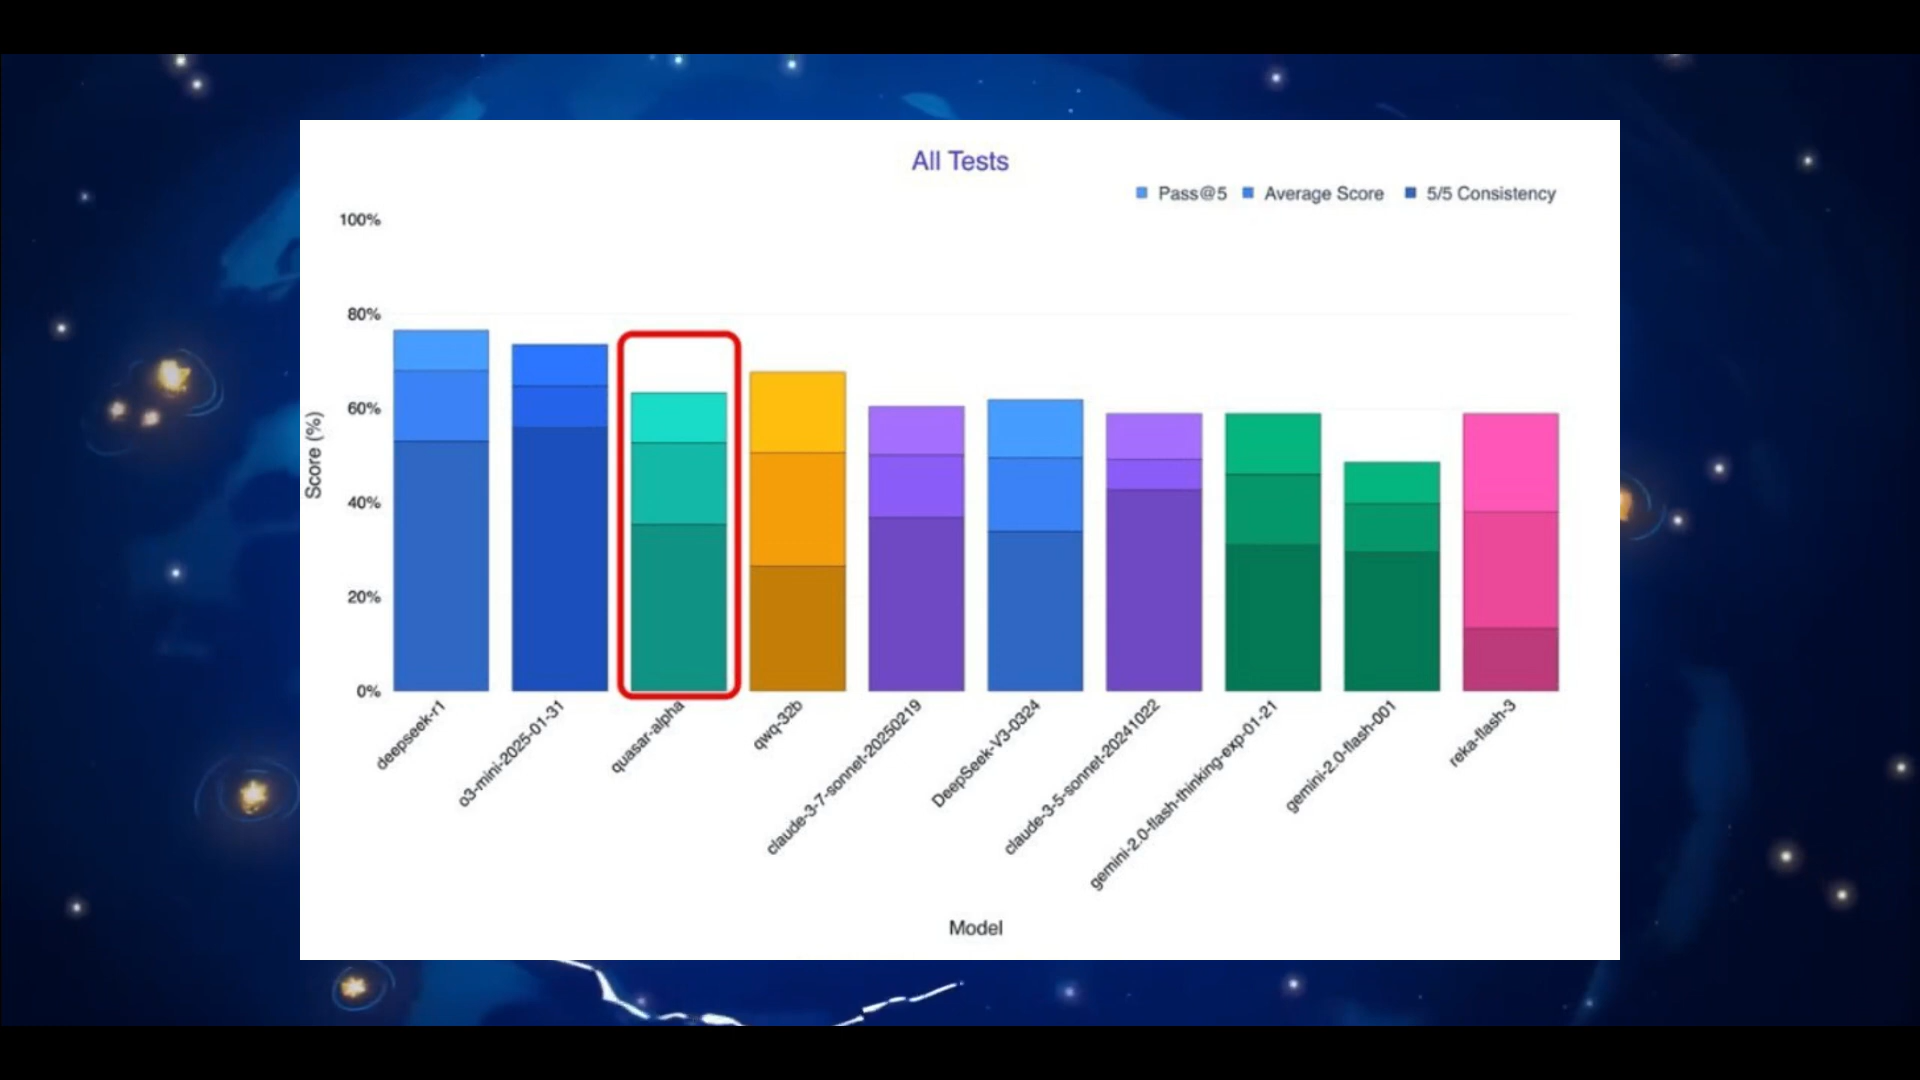 All Tests
Pass@5 Average Score 5/5 Consistency
100%
80%
60%
40%
20%
0%
Score (%)
deepseek-r1
o3-mini-2025-01-31
quasar-alpha
qwq-32b
claude-3-7-sonnet-20250219
DeepSeek-V3-0324
claude-3-5-sonnet-20241022
gemini-2.0-flash-thinking-exp-01-21
gemini-2.0-flash-001
reka-flash-3
Model